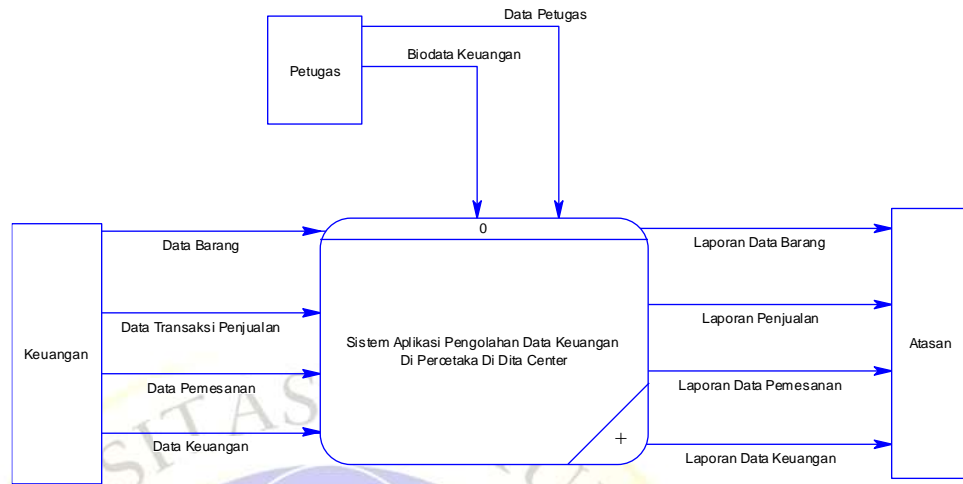 Data Petugas
Biodata Keuangan
Petugas
0
Data Barang
Laporan Data Barang
Data Transaksi Penjualan
Laporan Penjualan
Keuangan
Sistem Aplikasi Pengolahan Data Keuangan
Di Percetaka Di Dita Center
Atasan
Data Pemesanan
Laporan Data Pemesanan
+
Data Keuangan
Laporan Data Keuangan
SITAS